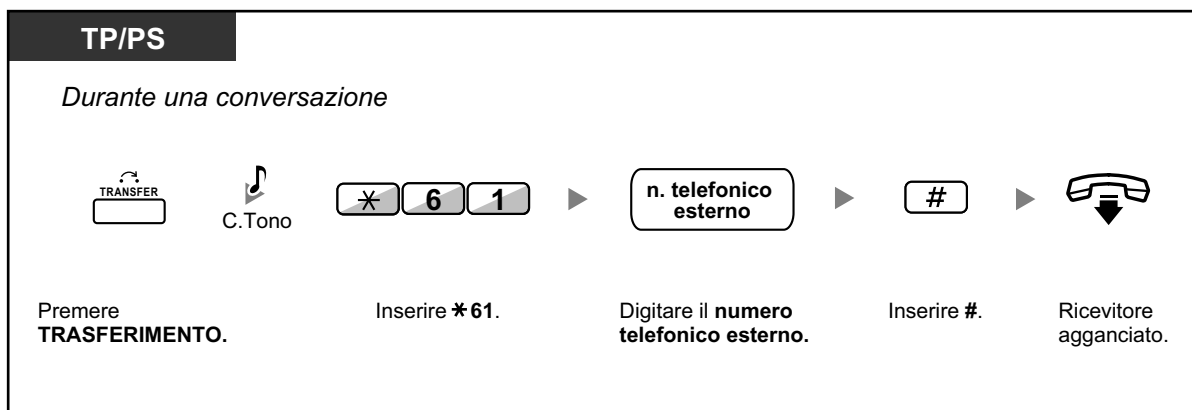 TP/PS
Durante una conversazione
TRANSFER
C.Tono
* 6 1
n. telefonico
esterno
#
Premere
TRASFERIMENTO.
Inserire *61.
Digitare il numero
telefonico esterno.
Inserire #.
Ricevitore
agganciato.